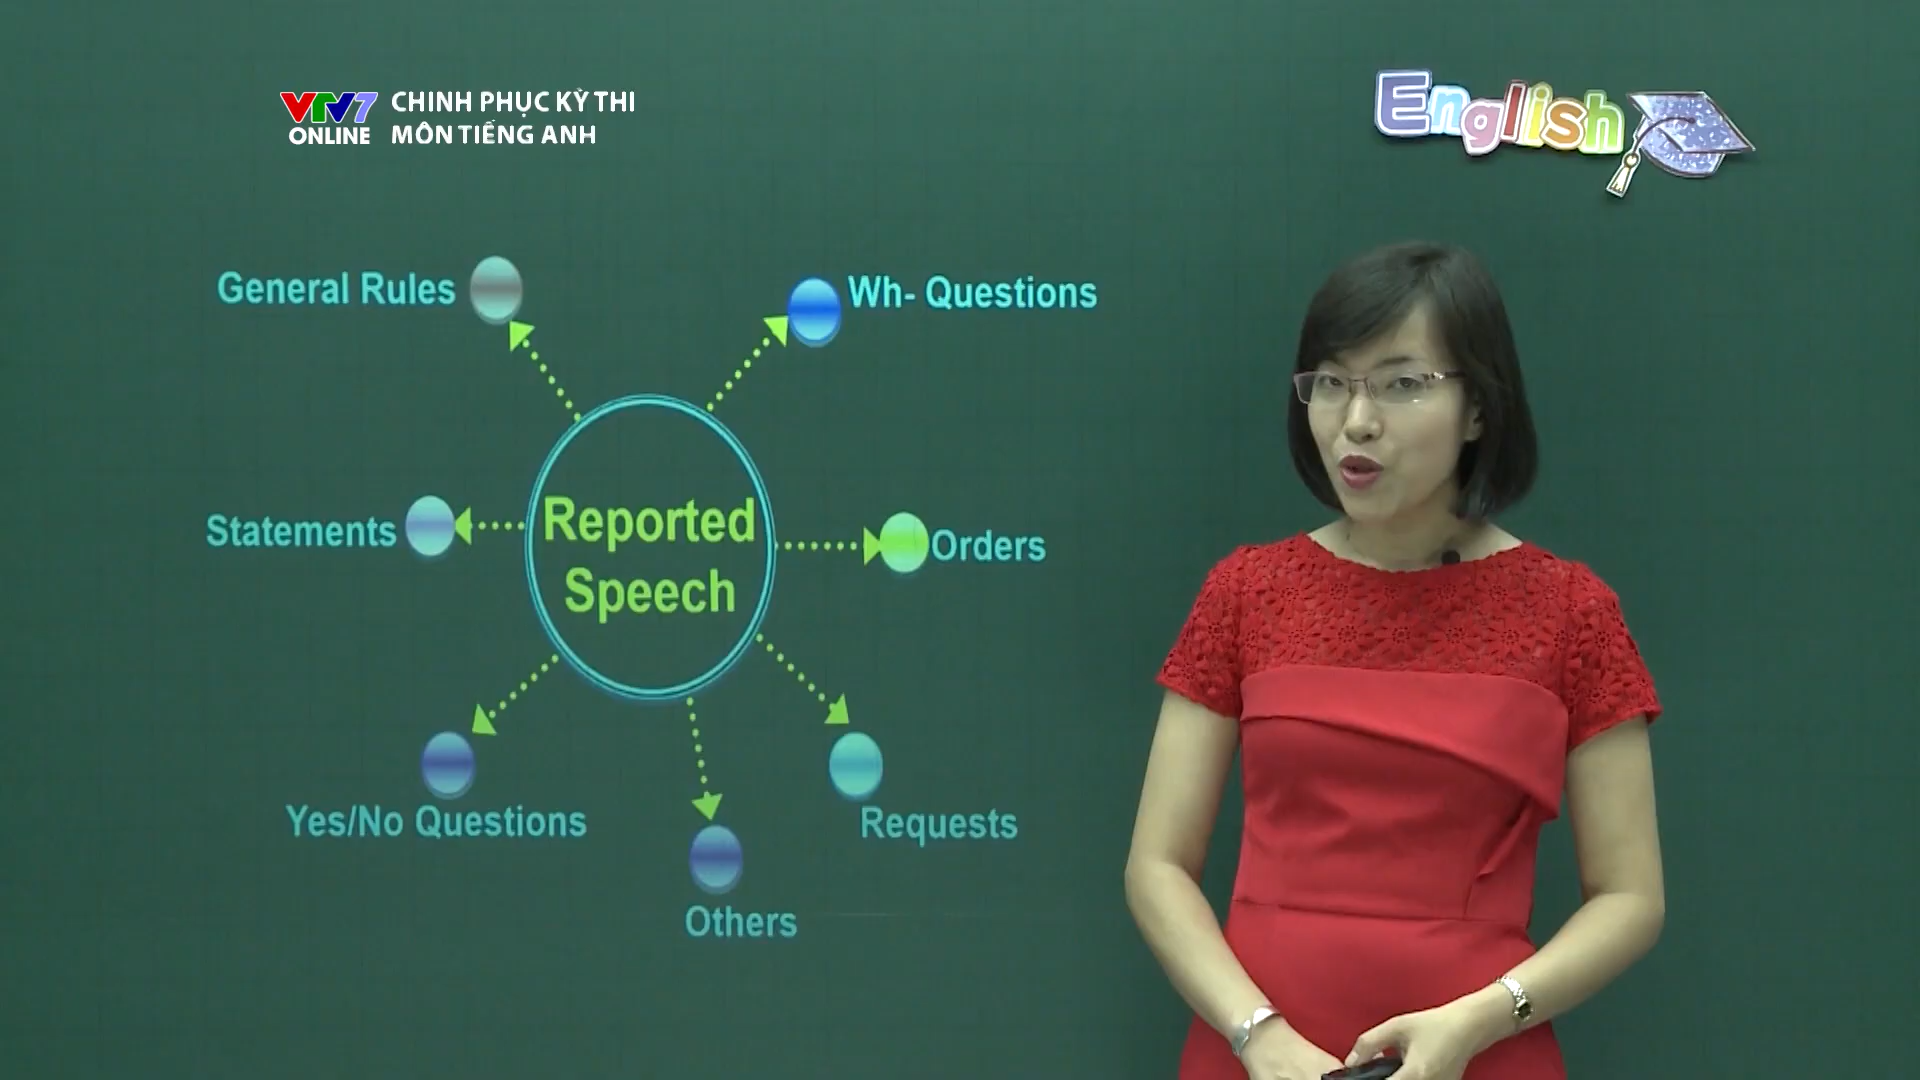 VTV7
ONLINE
CHINH PHỤC KỲ THI
MÔN TIẾNG ANH
English
General Rules
Wh- Questions
Statements
Reported
Speech
Orders
Yes/No Questions
Requests
Others